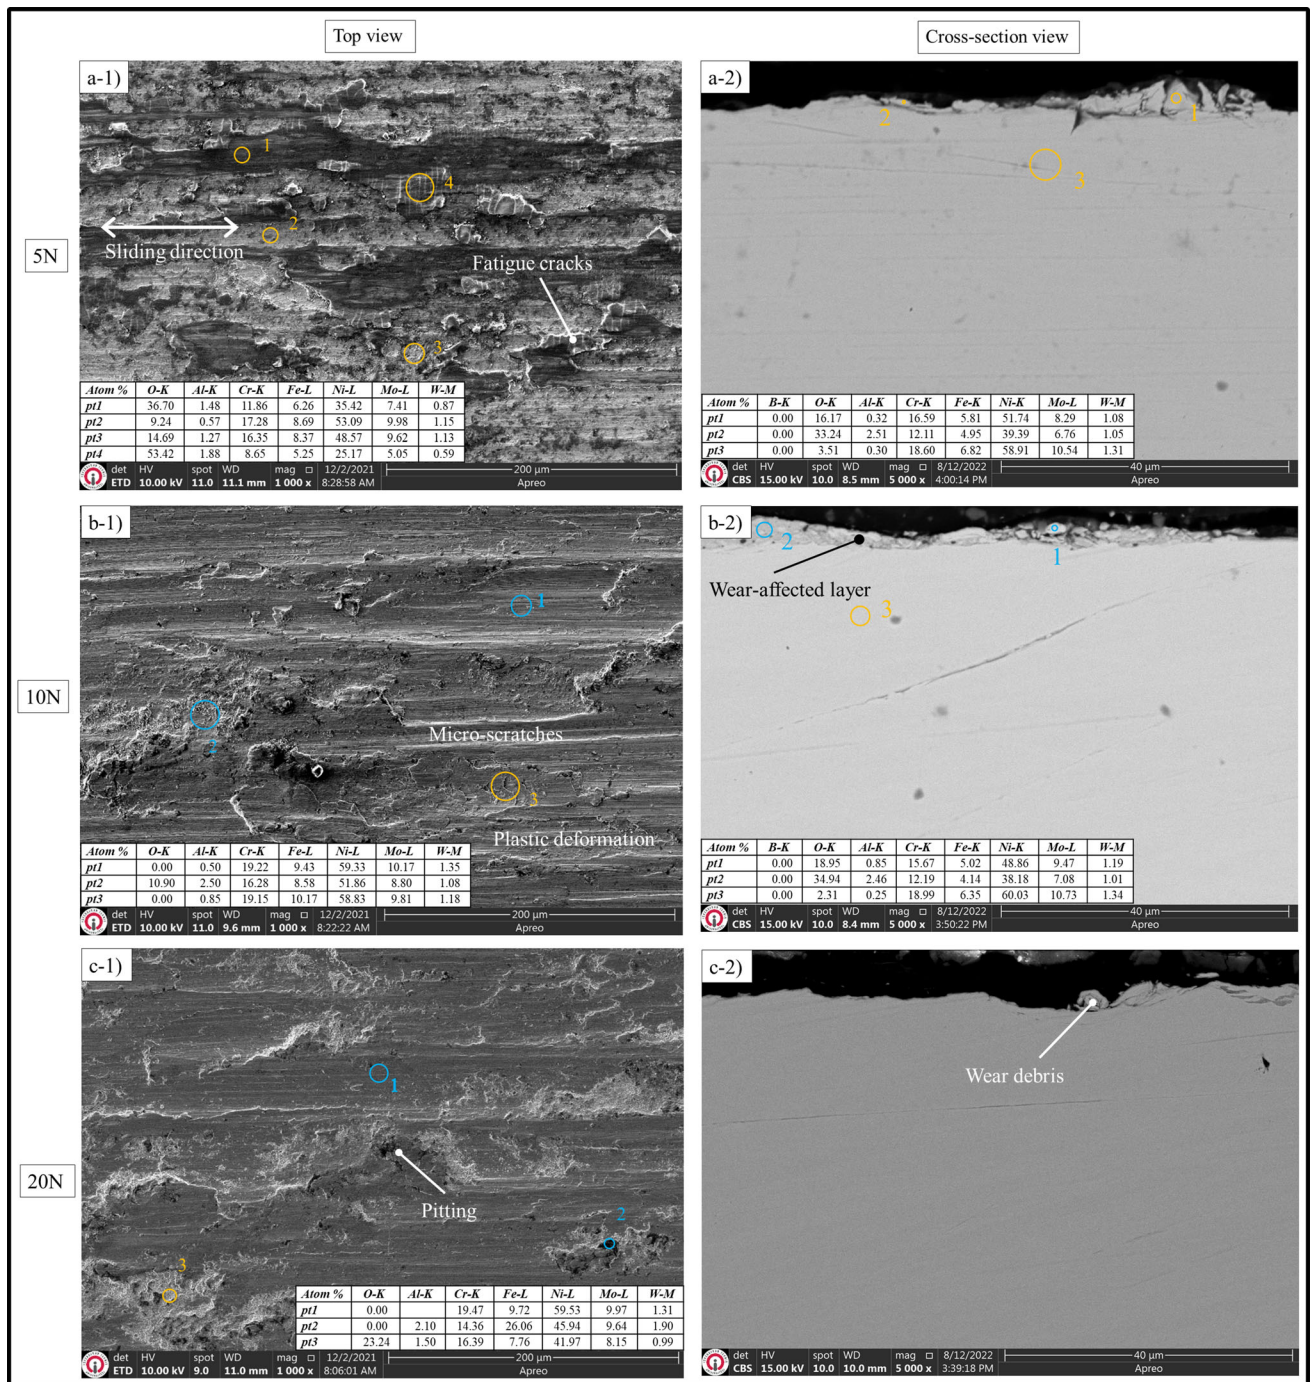 Top view
Cross-section view
5N
a-1)
1
4
2
Sliding direction
Fatigue cracks
3
Atom % O-K Al-K Cr-K Fe-L Ni-L Mo-L W-M
pt1 36.70 1.48 11.86 6.26 35.42 7.41 0.87
pt2 9.24 0.57 17.28 8.69 53.09 9.98 1.15
pt3 14.69 1.27 16.35 8.37 48.57 9.62 1.13
pt4 53.42 1.88 8.65 5.25 25.17 5.05 0.59
det HV spot WD mag 12/2/2021 200 µm
ETD 10.00 kV 11.0 11.1 mm 1 000 x 8:28:58 AM Apreo
a-2)
2
1
3
Atom % B-K O-K Al-K Cr-K Fe-K Ni-K Mo-L W-M
pt1 0.00 16.17 0.32 16.59 5.81 51.74 8.29 1.08
pt2 0.00 33.24 2.51 12.11 4.95 39.39 6.76 1.05
pt3 0.00 3.51 0.30 18.60 6.82 58.91 10.54 1.31
det HV spot WD mag 8/12/2022 40 µm
CBS 15.00 kV 10.0 8.5 mm 5 000 x 4:00:14 PM Apreo
10N
b-1)
1
2
Micro-scratches
3
Plastic deformation
Atom % O-K Al-K Cr-K Fe-L Ni-L Mo-L W-M
pt1 0.00 0.50 19.22 9.43 59.33 10.17 1.35
pt2 10.90 2.50 16.28 8.58 51.86 8.80 1.08
pt3 0.00 0.85 19.15 10.17 58.83 9.81 1.18
det HV spot WD mag 12/2/2021 200 µm
ETD 10.00 kV 11.0 9.6 mm 1 000 x 8:22:22 AM Apreo
b-2)
2
1
Wear-affected layer
3
Atom % B-K O-K Al-K Cr-K Fe-K Ni-K Mo-L W-M
pt1 0.00 18.95 0.85 15.67 5.02 48.86 9.47 1.19
pt2 0.00 34.94 2.46 12.19 4.14 38.18 7.08 1.01
pt3 0.00 2.31 0.25 18.99 6.35 60.03 10.73 1.34
det HV spot WD mag 8/12/2022 40 µm
CBS 15.00 kV 10.0 8.4 mm 5 000 x 3:50:22 PM Apreo
20N
c-1)
1
Pitting
2
3
Atom % O-K Al-K Cr-K Fe-L Ni-L Mo-L W-M
pt1 0.00 19.47 9.72 59.53 9.97 1.31
pt2 0.00 2.10 14.36 26.06 45.94 9.64 1.90
pt3 23.24 1.50 16.39 7.76 41.97 8.15 0.99
det HV spot WD mag 12/2/2021 200 µm
ETD 10.00 kV 9.0 11.0 mm 1 000 x 8:06:01 AM Apreo
c-2)
Wear debris
det HV spot WD mag 8/12/2022 40 µm
CBS 15.00 kV 10.0 10.0 mm 5 000 x 3:39:18 PM Apreo